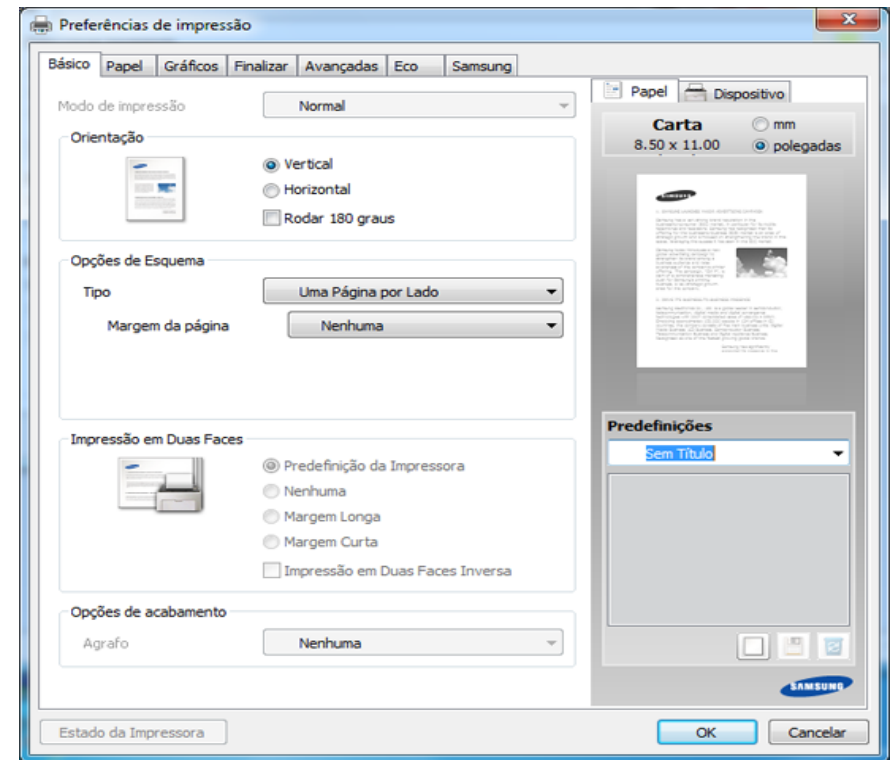 Preferências de impressão
Básico Papel Gráficos Finalizar Avançadas Eco Samsung
Modo de impressão Normal
Orientação
Vertical
Horizontal
Rodar 180 graus
Opções de Esquema
Tipo Uma Página por Lado
Margem da página Nenhuma
Impressão em Duas Faces
Predefinição da Impressora
Nenhuma
Margem Longa
Margem Curta
Impressão em Duas Faces Inversa
Opções de acabamento
Agrafo Nenhuma
Papel Dispositivo
Carta mm
8.50 x 11.00 polegadas
SAMSUNG
Predefinições
Sem Título
SAMSUNG
Estado da Impressora OK Cancelar